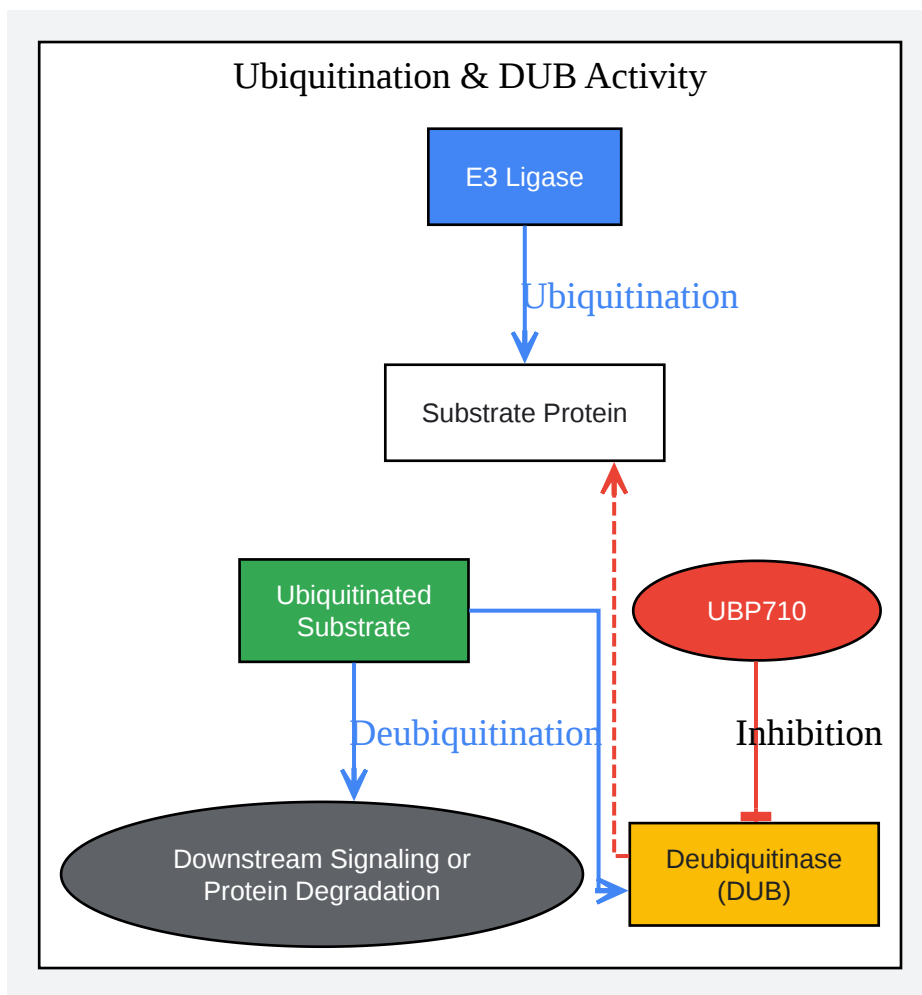 Ubiquitination & DUB Activity
E3 Ligase
Ubiquitination
Substrate Protein
Ubiquitinated
Substrate
UBP710
Deubiquitination
Inhibition
Downstream Signaling or
Protein Degradation
Deubiquitinase
(DUB)